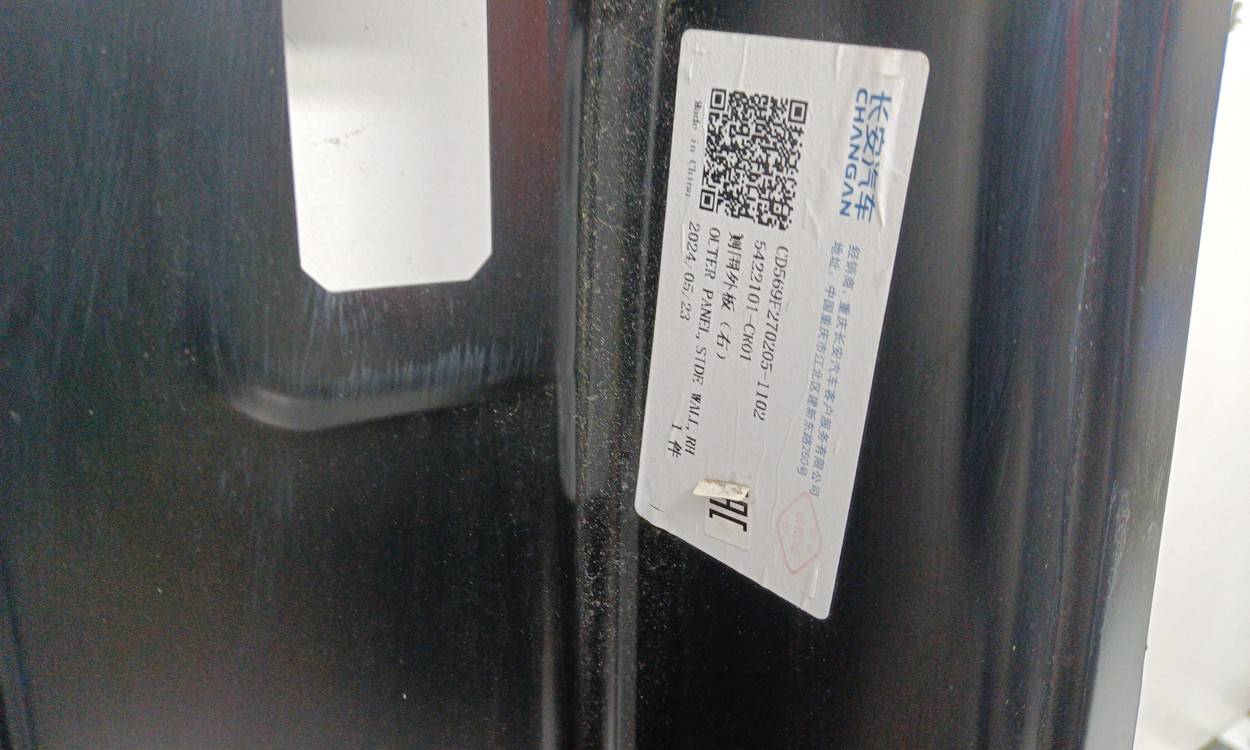 长安汽车
CHANGAN
经销商：重庆长安汽车客户服务有限公司
地址：中国重庆市江北区建新东路260号
CD569F270205-1102
5422101-CR01
侧围外板（右）
OUTER PANEL, SIDE WALL, RH
2024/05/23
1 件
Made in China